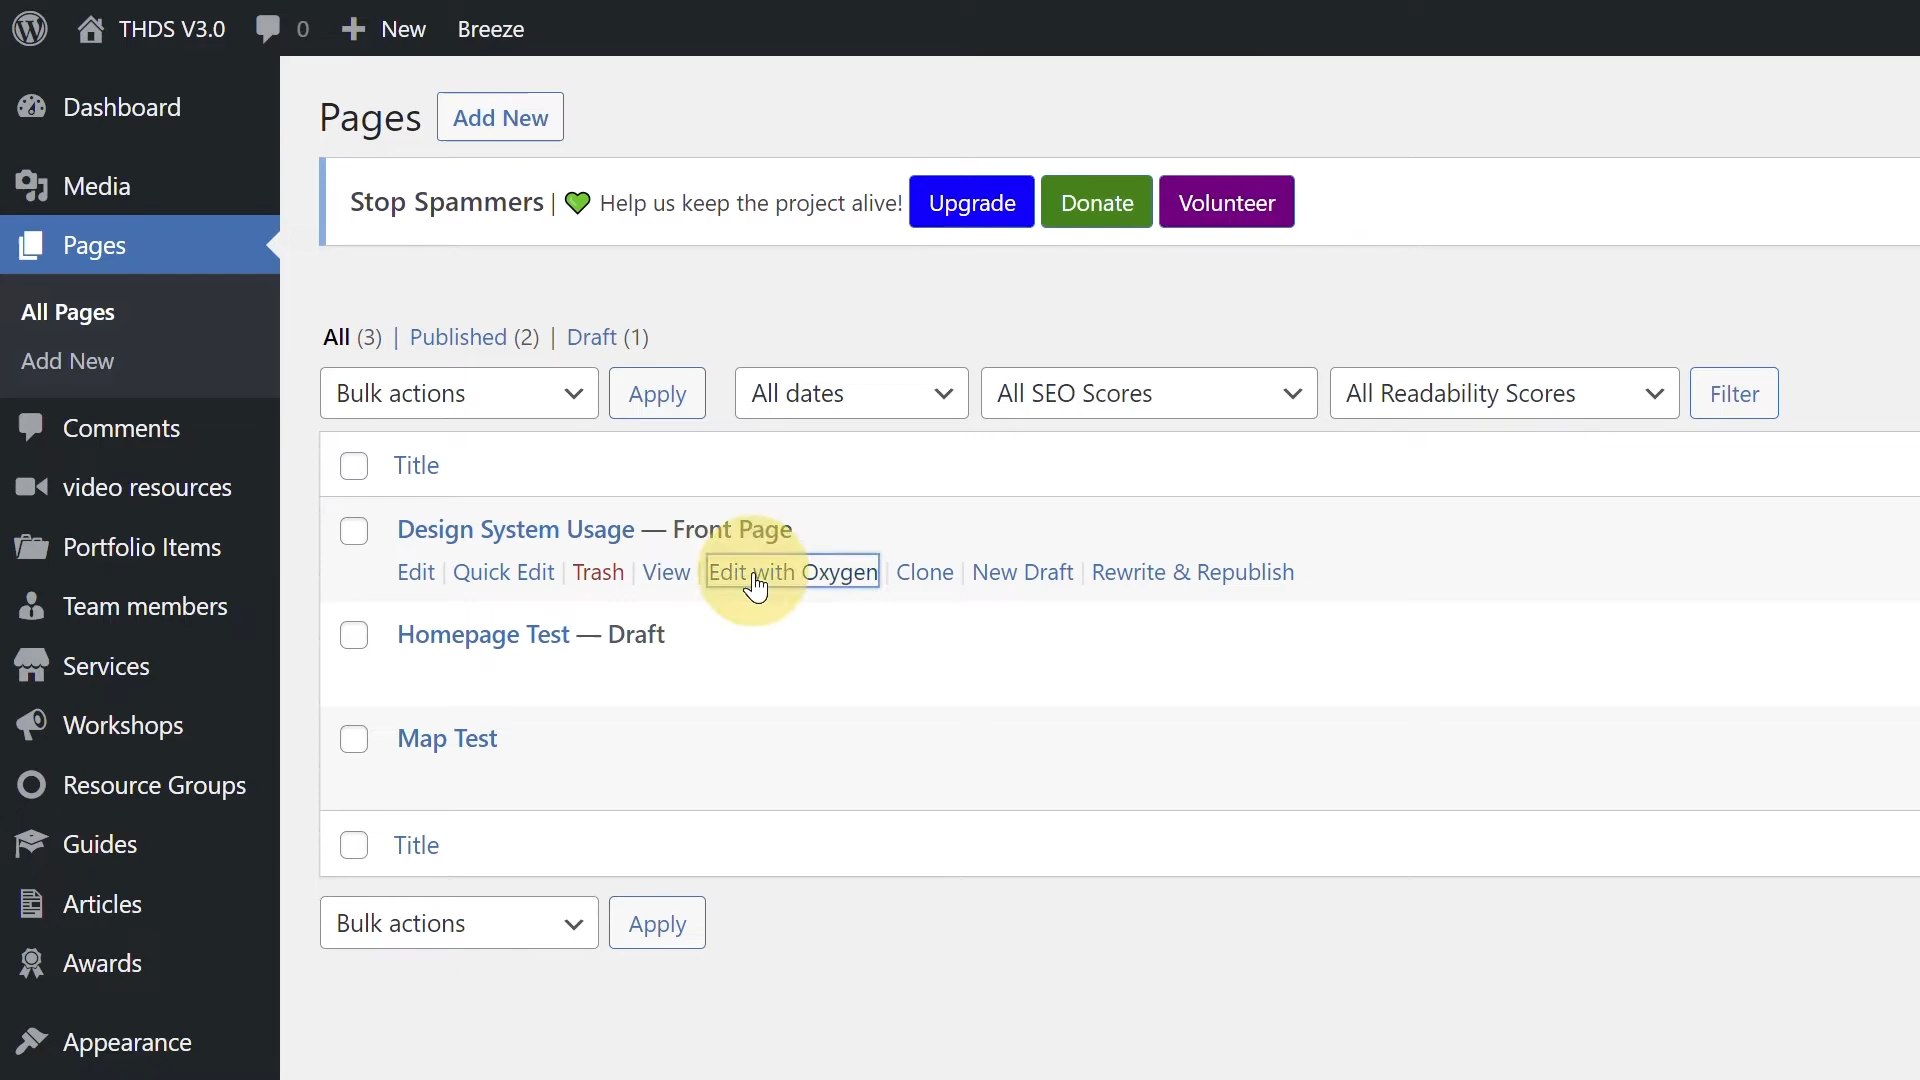 THDS V3.0 0 New Breeze
Dashboard
Media
Pages
All Pages
Add New
Comments
video resources
Portfolio Items
Team members
Services
Workshops
Resource Groups
Guides
Articles
Awards
Appearance
Pages Add New
Stop Spammers | 💚 Help us keep the project alive! Upgrade Donate Volunteer
All (3) | Published (2) | Draft (1)
Bulk actions Apply All dates All SEO Scores All Readability Scores Filter
Title
Design System Usage — Front Page
Edit | Quick Edit | Trash | View | Edit with Oxygen | Clone | New Draft | Rewrite & Republish
Homepage Test — Draft
Map Test
Title
Bulk actions Apply